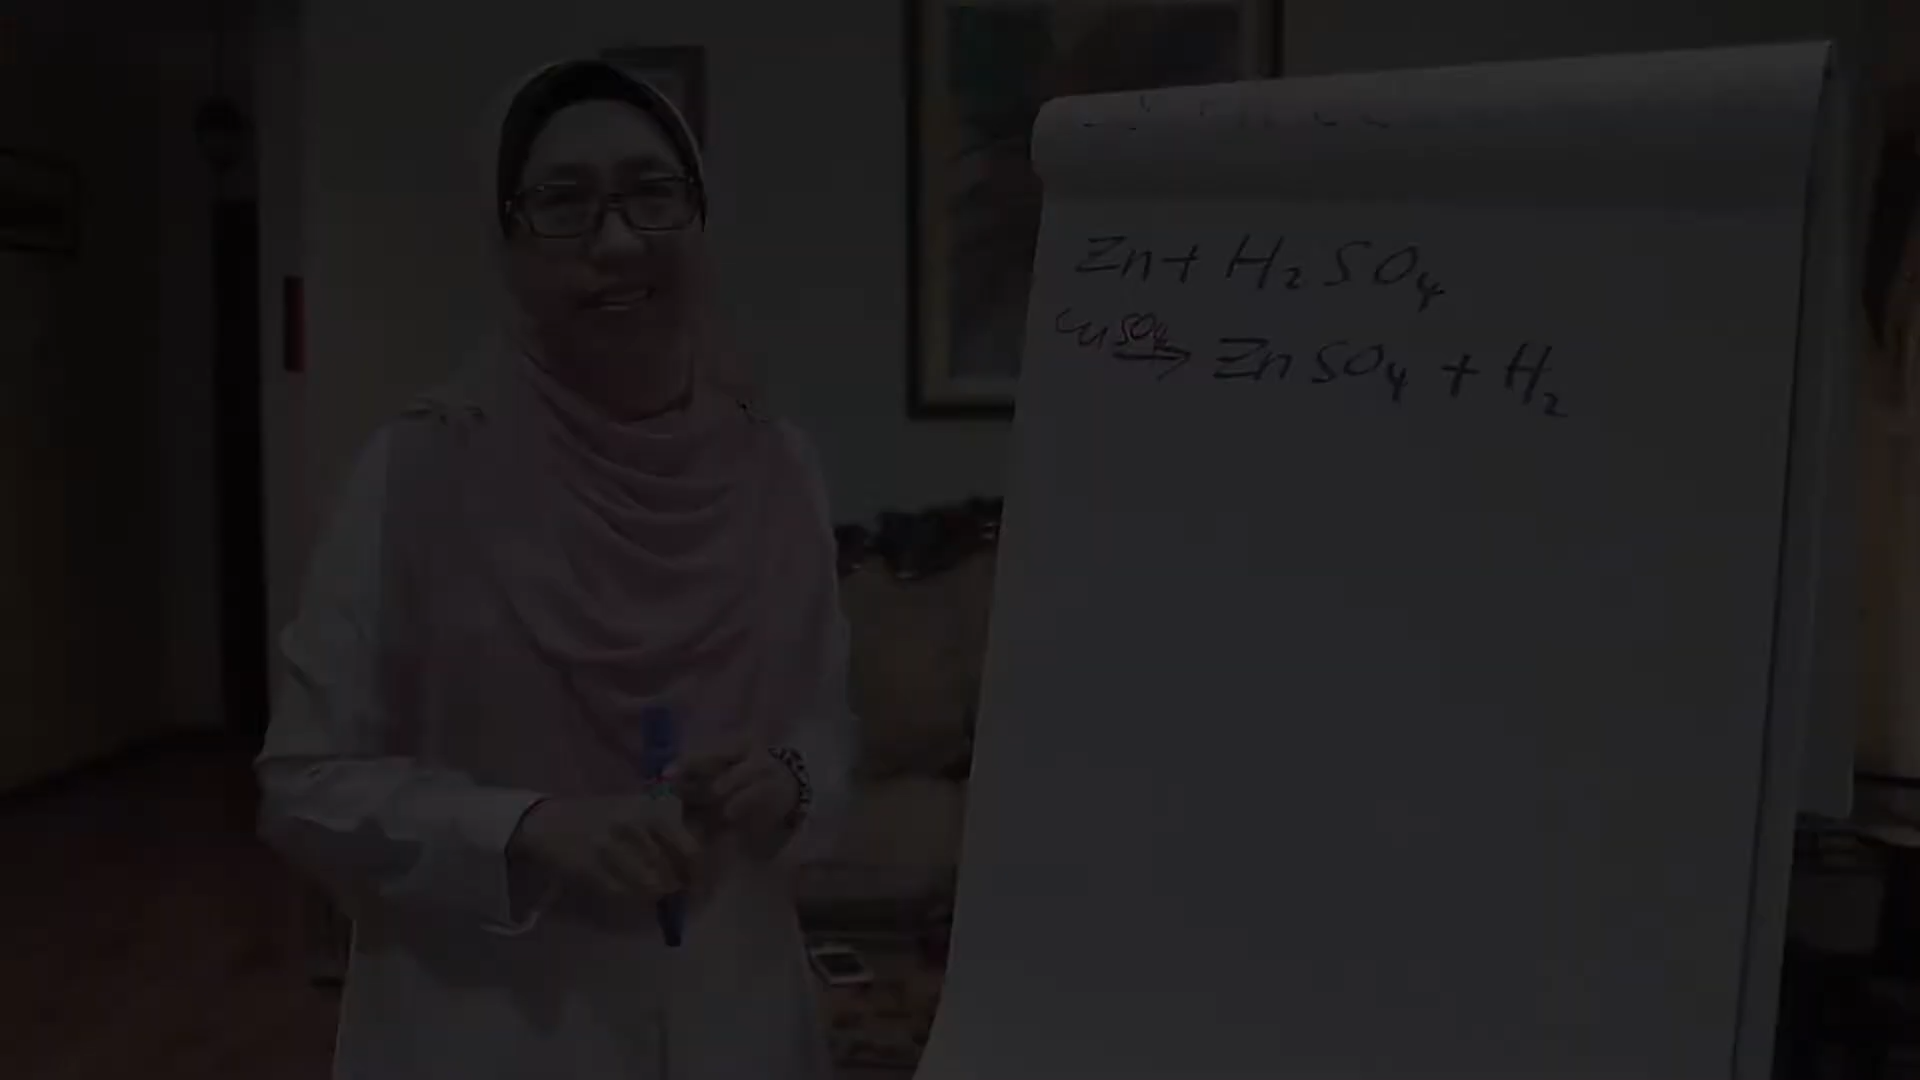 Zn + H₂SO₄
CuSO₄ → ZnSO₄ + H₂